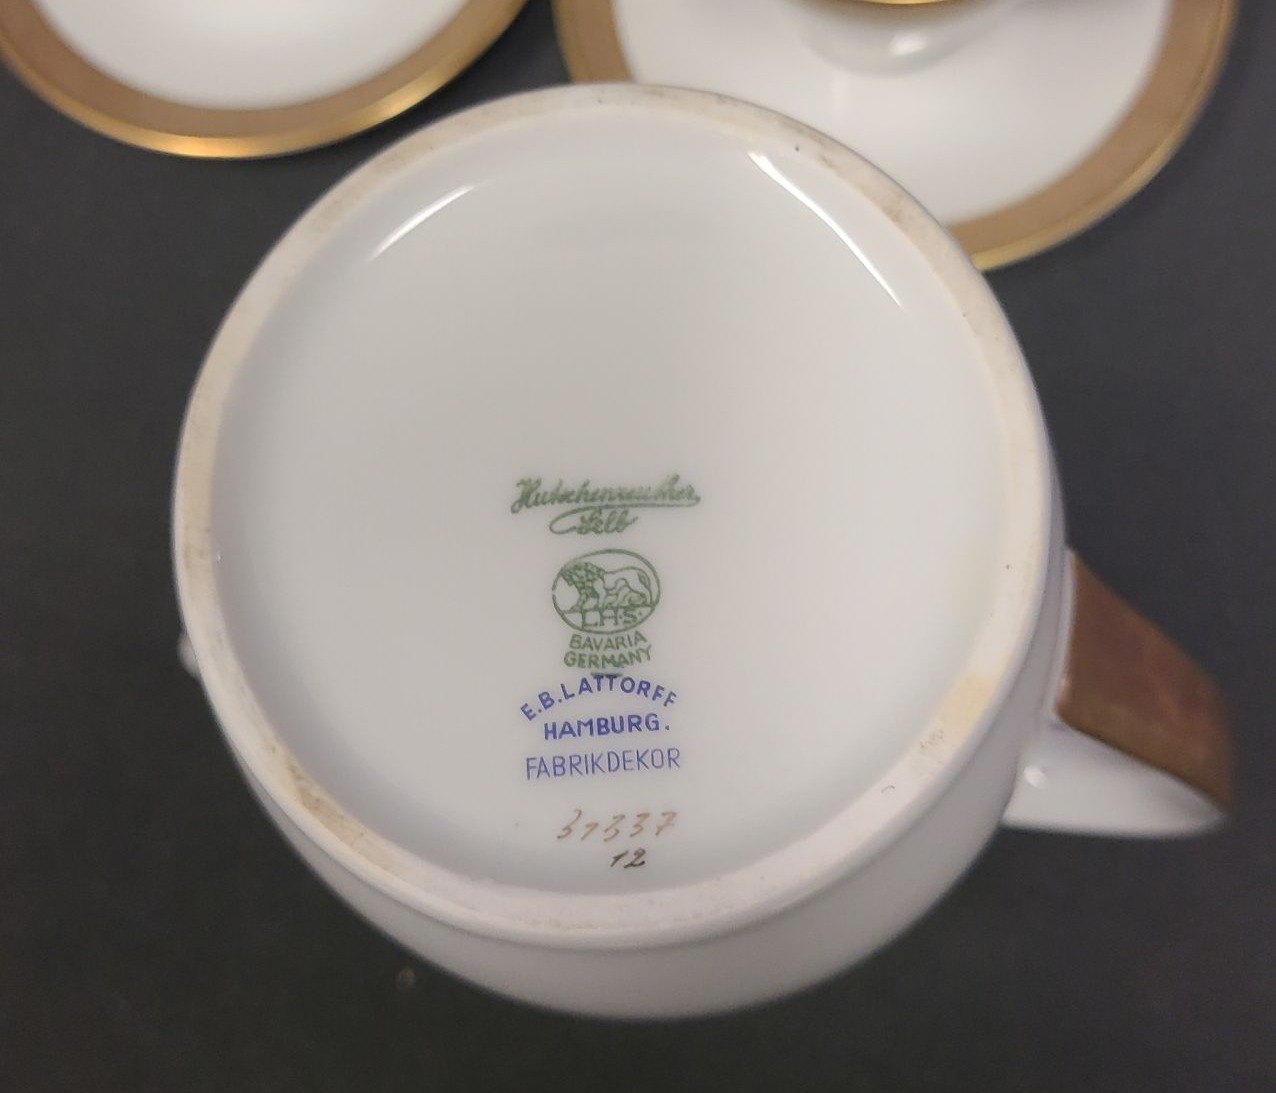 Hutschenreuther
Selb
L.H.S.
BAVARIA
GERMANY
E.B.LATTORFF
HAMBURG.
FABRIKDEKOR
37337
12